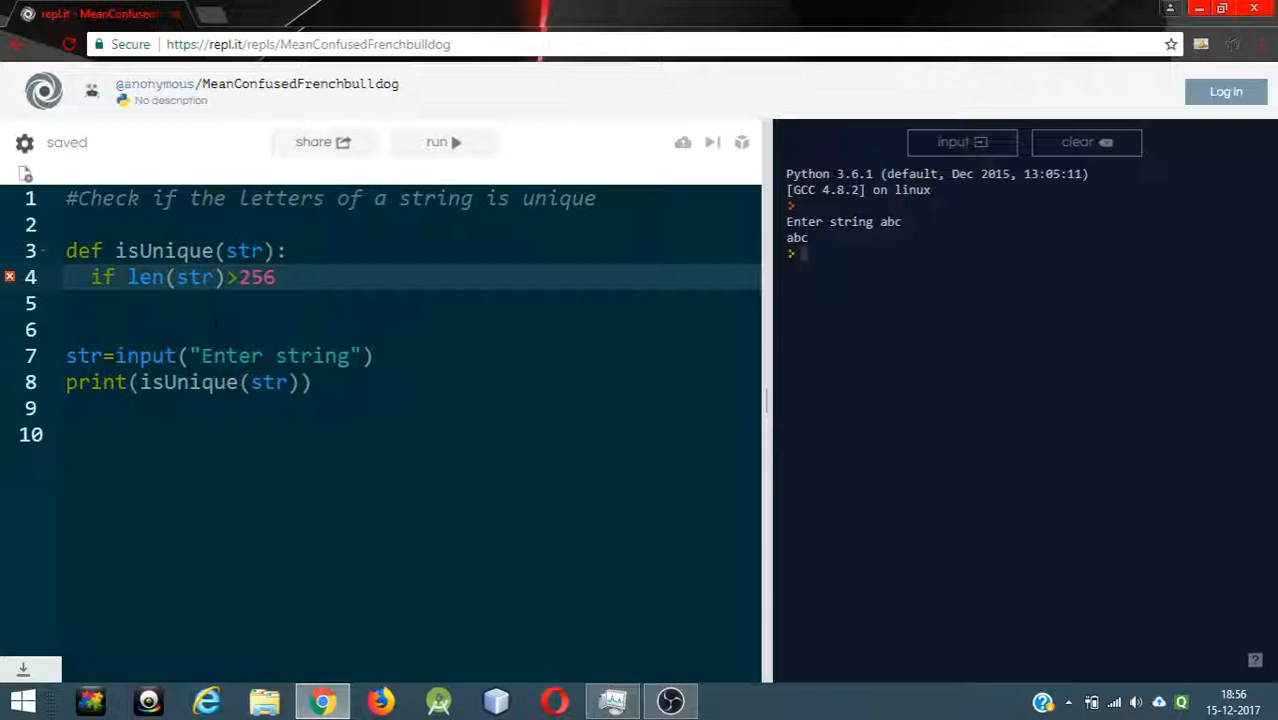 repl.it - MeanConfused
Secure https://repl.it/repls/MeanConfusedFrenchbulldog
@anonymous/MeanConfusedFrenchbulldog
No description
Log in
saved
share
run
input
clear
1 #Check if the letters of a string is unique
2
3 def isUnique(str):
4 if len(str)>256
5
6
7 str=input("Enter string")
8 print(isUnique(str))
9
10
Python 3.6.1 (default, Dec 2015, 13:05:11)
[GCC 4.8.2] on linux
>
Enter string abc
abc
>
?
18:56
15-12-2017